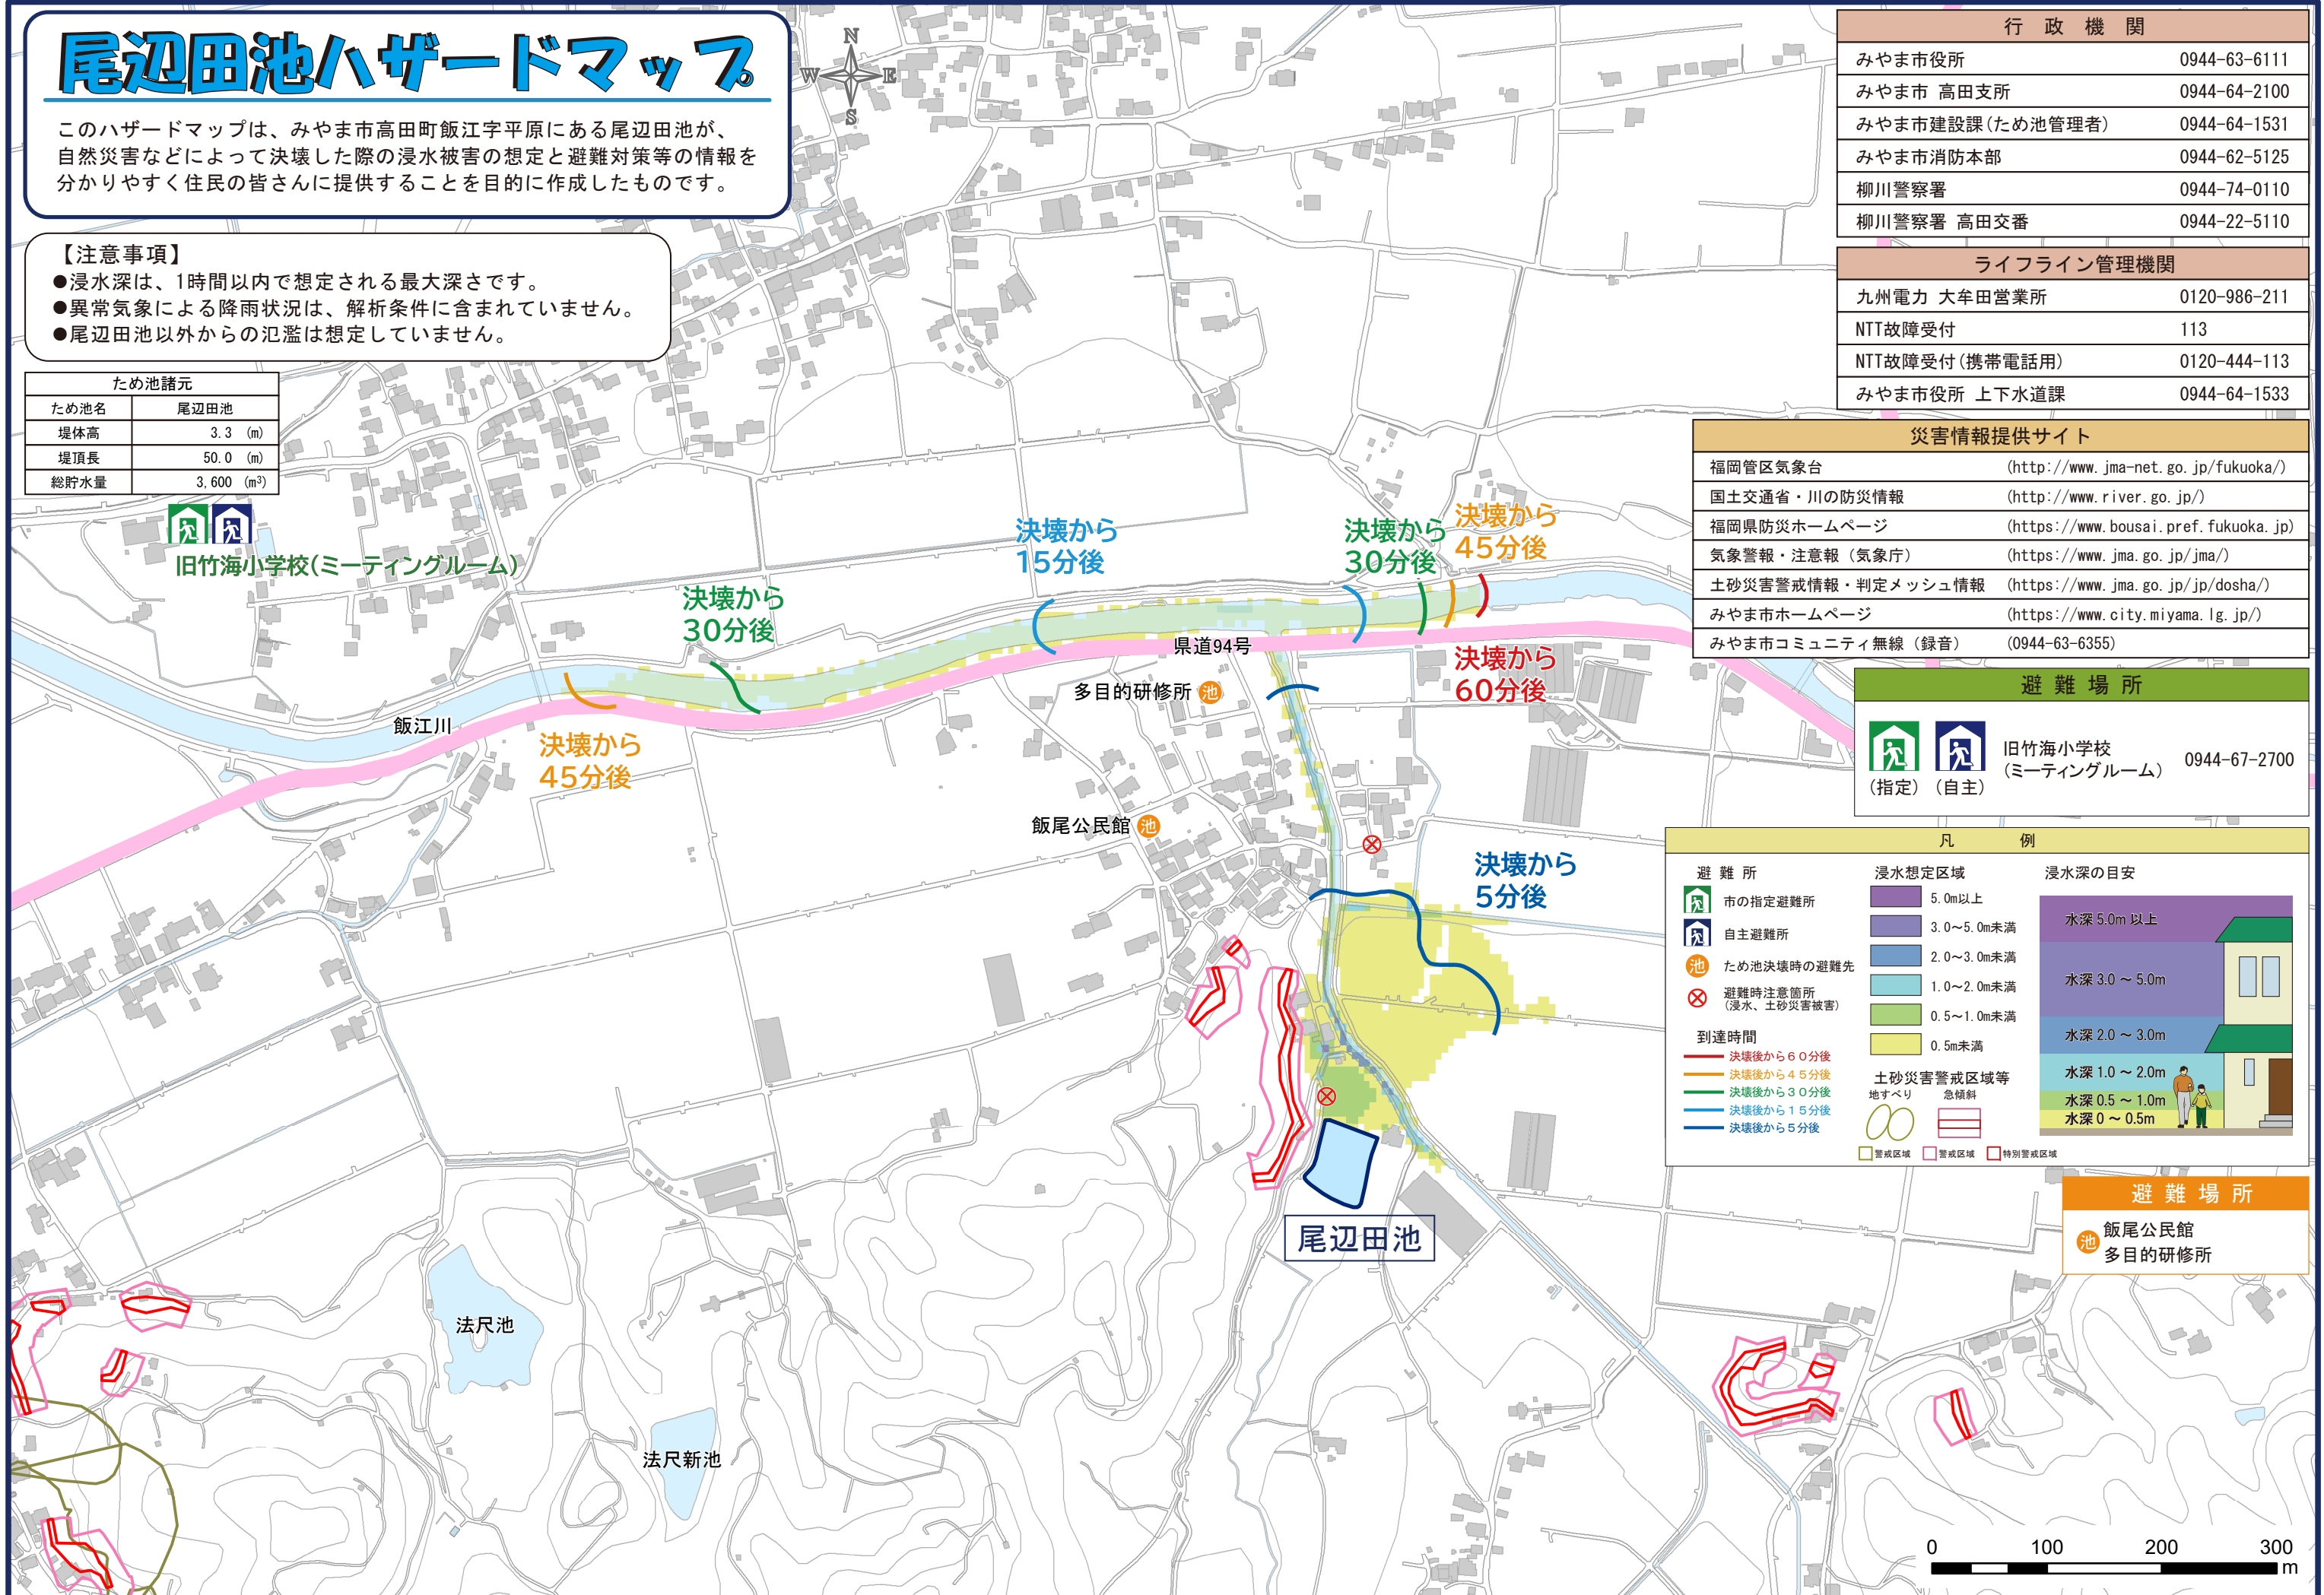 尾辺田池ハザードマップ
このハザードマップは、みやま市高田町飯江字平原にある尾辺田池が、
自然災害などによって決壊した際の浸水被害の想定と避難対策等の情報を
分かりやすく住民の皆さんに提供することを目的に作成したものです。
【注意事項】
●浸水深は、1時間以内で想定される最大深さです。
●異常気象による降雨状況は、解析条件に含まれていません。
●尾辺田池以外からの氾濫は想定していません。
ため池諸元
ため池名 尾辺田池
堤体高 3.3 (m)
堤頂長 50.0 (m)
総貯水量 3,600 (m³)
N
W E
S
行政機関
みやま市役所 0944-63-6111
みやま市 高田支所 0944-64-2100
みやま市建設課(ため池管理者) 0944-64-1531
みやま市消防本部 0944-62-5125
柳川警察署 0944-74-0110
柳川警察署 高田交番 0944-22-5110
ライフライン管理機関
九州電力 大牟田営業所 0120-986-211
NTT故障受付 113
NTT故障受付(携帯電話用) 0120-444-113
みやま市役所 上下水道課 0944-64-1533
災害情報提供サイト
福岡管区気象台 (http://www.jma-net.go.jp/fukuoka/)
国土交通省・川の防災情報 (http://www.river.go.jp/)
福岡県防災ホームページ (https://www.bousai.pref.fukuoka.jp)
気象警報・注意報(気象庁) (https://www.jma.go.jp/jma/)
土砂災害警戒情報・判定メッシュ情報 (https://www.jma.go.jp/jp/dosha/)
みやま市ホームページ (https://www.city.miyama.lg.jp/)
みやま市コミュニティ無線(録音) (0944-63-6355)
避難場所
旧竹海小学校
(ミーティングルーム) 0944-67-2700
(指定) (自主)
凡例
避難所
市の指定避難所
自主避難所
池 ため池決壊時の避難先
避難時注意箇所
(浸水、土砂災害被害)
到達時間
決壊後から60分後
決壊後から45分後
決壊後から30分後
決壊後から15分後
決壊後から5分後
浸水想定区域
5.0m以上
3.0~5.0m未満
2.0~3.0m未満
1.0~2.0m未満
0.5~1.0m未満
0.5m未満
土砂災害警戒区域等
地すべり 急傾斜
警戒区域 警戒区域 特別警戒区域
浸水深の目安
水深5.0m以上
水深3.0~5.0m
水深2.0~3.0m
水深1.0~2.0m
水深0.5~1.0m
水深0~0.5m
避難場所
池 飯尾公民館
多目的研修所
旧竹海小学校(ミーティングルーム)
決壊から
15分後
決壊から
30分後
決壊から
45分後
決壊から
30分後
県道94号
決壊から
60分後
多目的研修所 池
飯江川
決壊から
45分後
飯尾公民館 池
決壊から
5分後
尾辺田池
法尺池
法尺新池
0 100 200 300
m